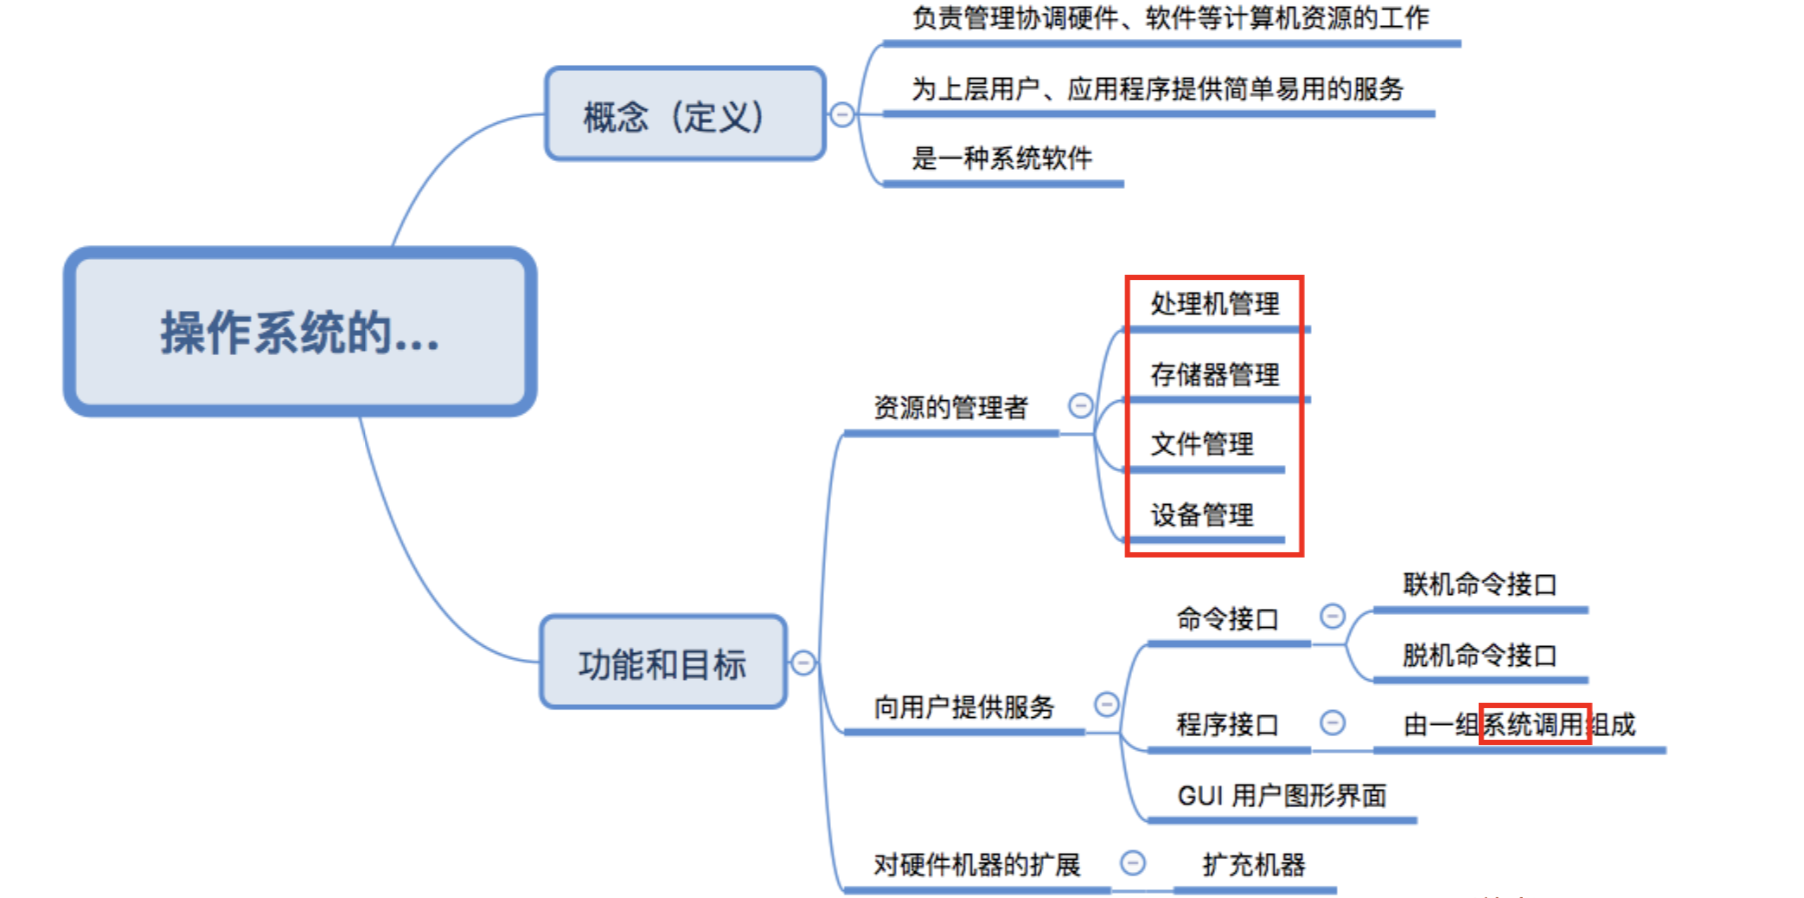 负责管理协调硬件、软件等计算机资源的工作
为上层用户、应用程序提供简单易用的服务
概念（定义）
是一种系统软件
操作系统的...
处理机管理
存储器管理
资源的管理者
文件管理
设备管理
联机命令接口
命令接口
脱机命令接口
功能和目标
向用户提供服务
程序接口
由一组系统调用组成
GUI 用户图形界面
对硬件机器的扩展
扩充机器